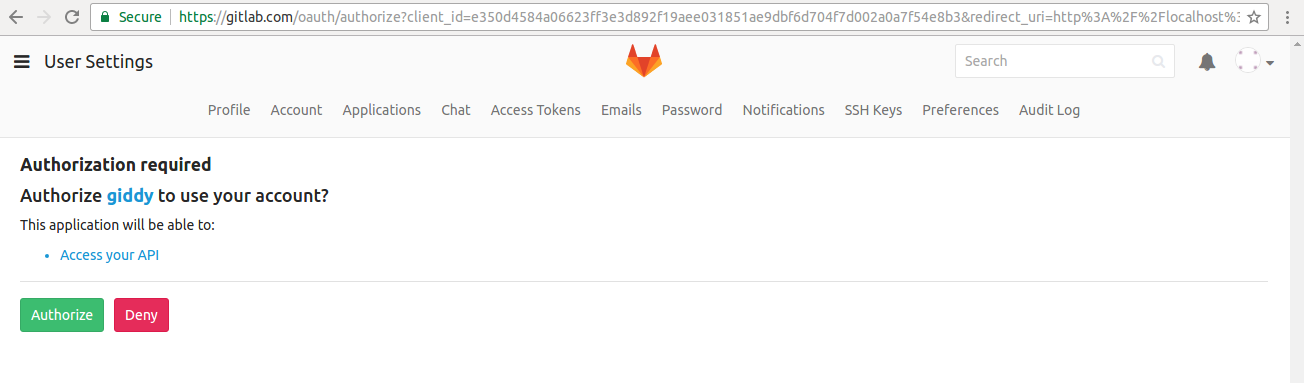 Secure https://gitlab.com/oauth/authorize?client_id=e350d4584a06623ff3e3d892f19aee031851ae9dbf6d704f7d002a0a7f54e8b3&redirect_uri=http%3A%2F%2Flocalhost%3
User Settings Search
Profile Account Applications Chat Access Tokens Emails Password Notifications SSH Keys Preferences Audit Log
Authorization required
Authorize giddy to use your account?
This application will be able to:
• Access your API
Authorize Deny